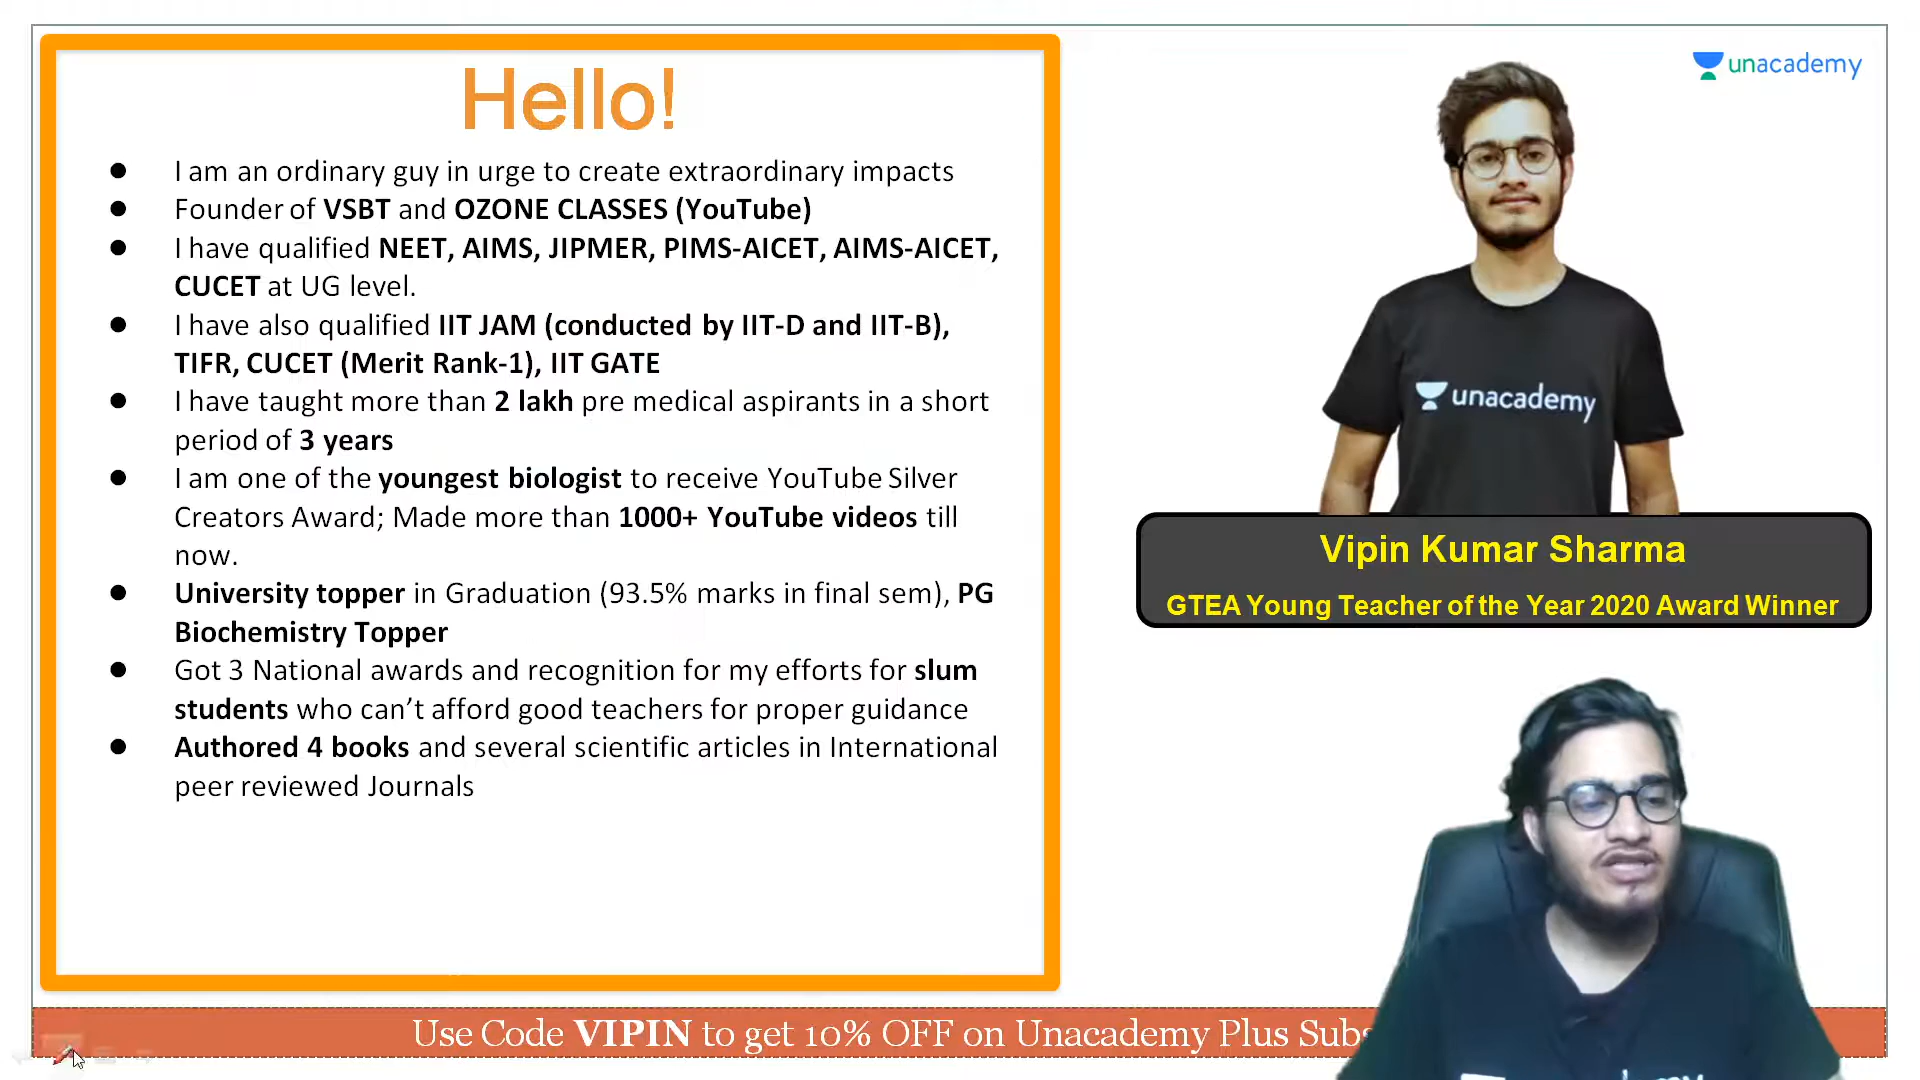 Hello!
I am an ordinary guy in urge to create extraordinary impacts
Founder of VSBT and OZONE CLASSES (YouTube)
I have qualified NEET, AIMS, JIPMER, PIMS-AICET, AIMS-AICET,
CUCET at UG level.
I have also qualified IIT JAM (conducted by IIT-D and IIT-B),
TIFR, CUCET (Merit Rank-1), IIT GATE
I have taught more than 2 lakh pre medical aspirants in a short
period of 3 years
I am one of the youngest biologist to receive YouTube Silver
Creators Award; Made more than 1000+ YouTube videos till
now.
University topper in Graduation (93.5% marks in final sem), PG
Biochemistry Topper
Got 3 National awards and recognition for my efforts for slum
students who can’t afford good teachers for proper guidance
Authored 4 books and several scientific articles in International
peer reviewed Journals
unacademy
unacademy
Vipin Kumar Sharma
GTEA Young Teacher of the Year 2020 Award Winner
Use Code VIPIN to get 10% OFF on Unacademy Plus Subs